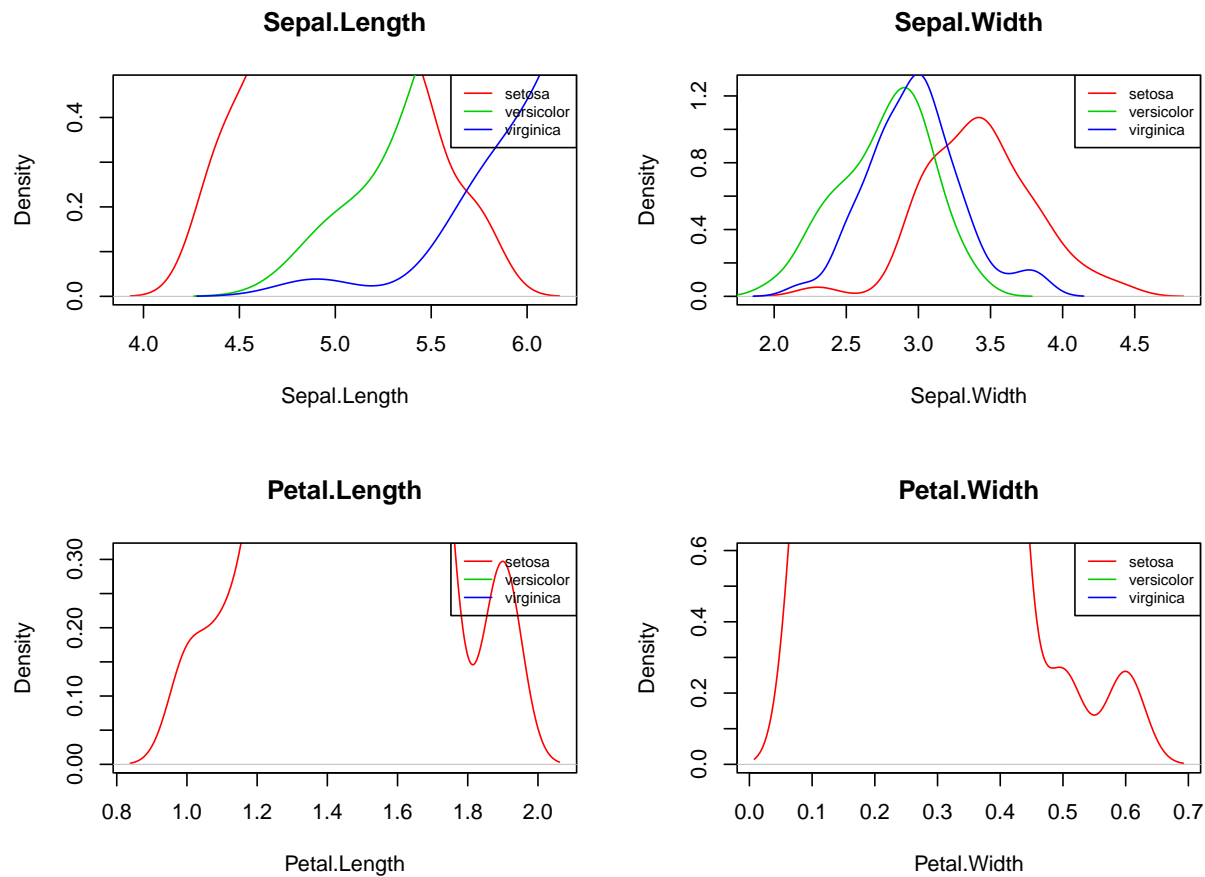 Sepal.Length
Density
0.0 0.2 0.4
4.0 4.5 5.0 5.5 6.0
Sepal.Length
setosa
versicolor
virginica
Sepal.Width
Density
0.0 0.4 0.8 1.2
2.0 2.5 3.0 3.5 4.0 4.5
Sepal.Width
setosa
versicolor
virginica
Petal.Length
Density
0.00 0.10 0.20 0.30
0.8 1.0 1.2 1.4 1.6 1.8 2.0
Petal.Length
setosa
versicolor
virginica
Petal.Width
Density
0.0 0.2 0.4 0.6
0.0 0.1 0.2 0.3 0.4 0.5 0.6 0.7
Petal.Width
setosa
versicolor
virginica